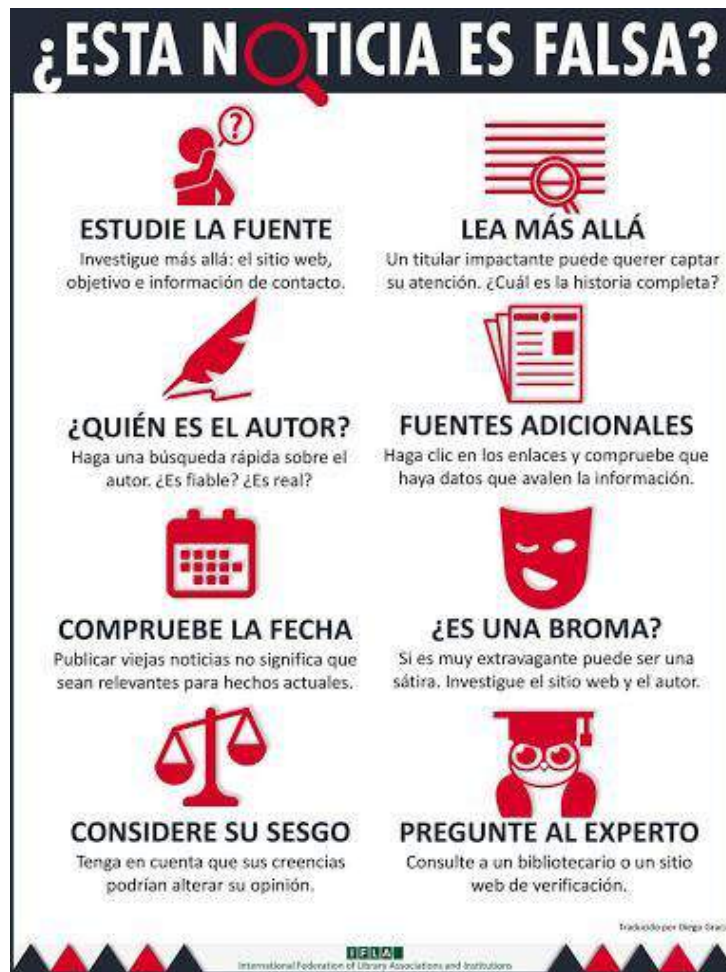 ¿ESTA NOTICIA ES FALSA?
?
ESTUDIE LA FUENTE
Investigue más allá: el sitio web,
objetivo e información de contacto.
LEA MÁS ALLÁ
Un titular impactante puede querer captar
su atención. ¿Cuál es la historia completa?
¿QUIÉN ES EL AUTOR?
Haga una búsqueda rápida sobre el
autor. ¿Es fiable? ¿Es real?
FUENTES ADICIONALES
Haga clic en los enlaces y compruebe que
haya datos que avalen la información.
COMPRUEBE LA FECHA
Publicar viejas noticias no significa que
sean relevantes para hechos actuales.
¿ES UNA BROMA?
Si es muy extravagante puede ser una
sátira. Investigue el sitio web y el autor.
CONSIDERE SU SESGO
Tenga en cuenta que sus creencias
podrían alterar su opinión.
PREGUNTE AL EXPERTO
Consulte a un bibliotecario o un sitio
web de verificación.
Traducido por Diego
IFLA
International Federation of Library Associations and Institutions